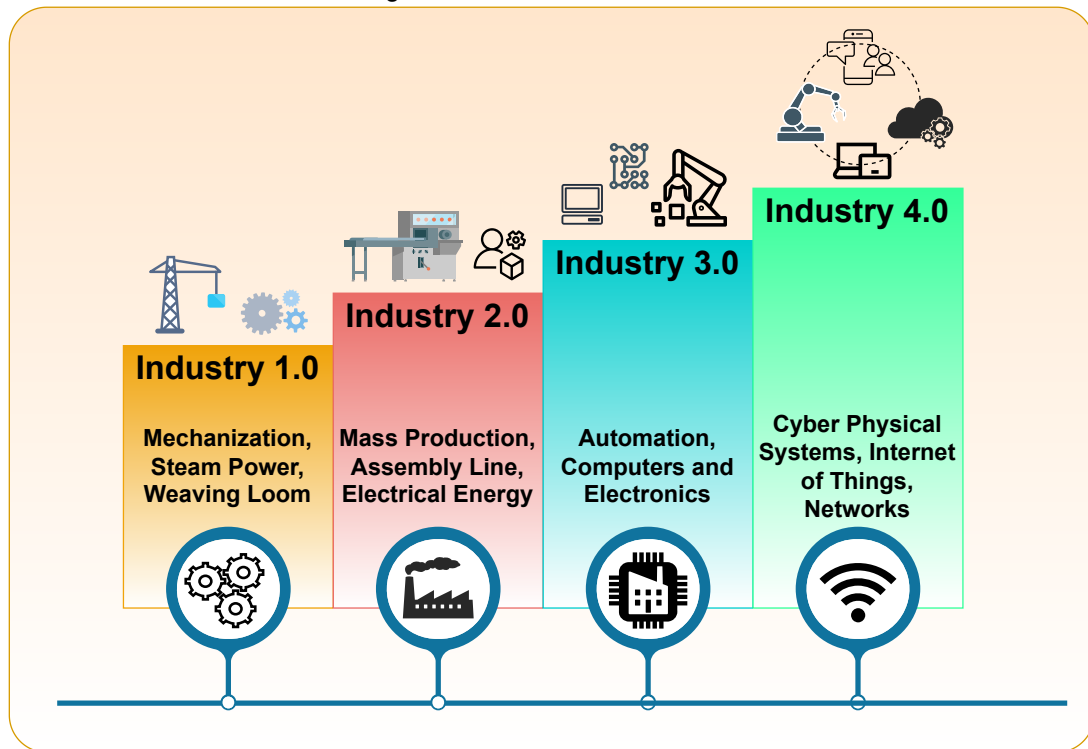 Industry 1.0
Mechanization,
Steam Power,
Weaving Loom
Industry 2.0
Mass Production,
Assembly Line,
Electrical Energy
Industry 3.0
Automation,
Computers and
Electronics
Industry 4.0
Cyber Physical
Systems, Internet
of Things,
Networks